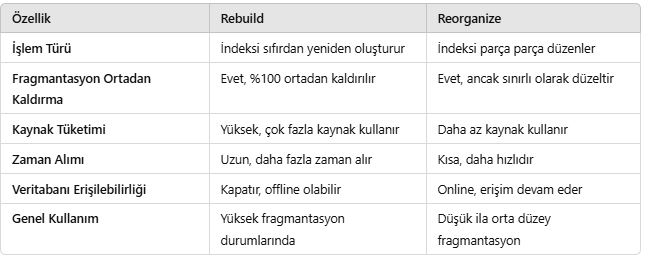 Özellik Rebuild Reorganize
İşlem Türü İndeksi sıfırdan yeniden oluşturur İndeksi parça parça düzenler
Fragmantasyon Ortadan Evet, %100 ortadan kaldırılır Evet, ancak sınırlı olarak düzeltir
Kaldırma
Kaynak Tüketimi Yüksek, çok fazla kaynak kullanır Daha az kaynak kullanır
Zaman Alımı Uzun, daha fazla zaman alır Kısa, daha hızlıdır
Veritabanı Erişilebilirliği Kapatır, offline olabilir Online, erişim devam eder
Genel Kullanım Yüksek fragmantasyon Düşük ila orta düzey
durumlarında fragmantasyon